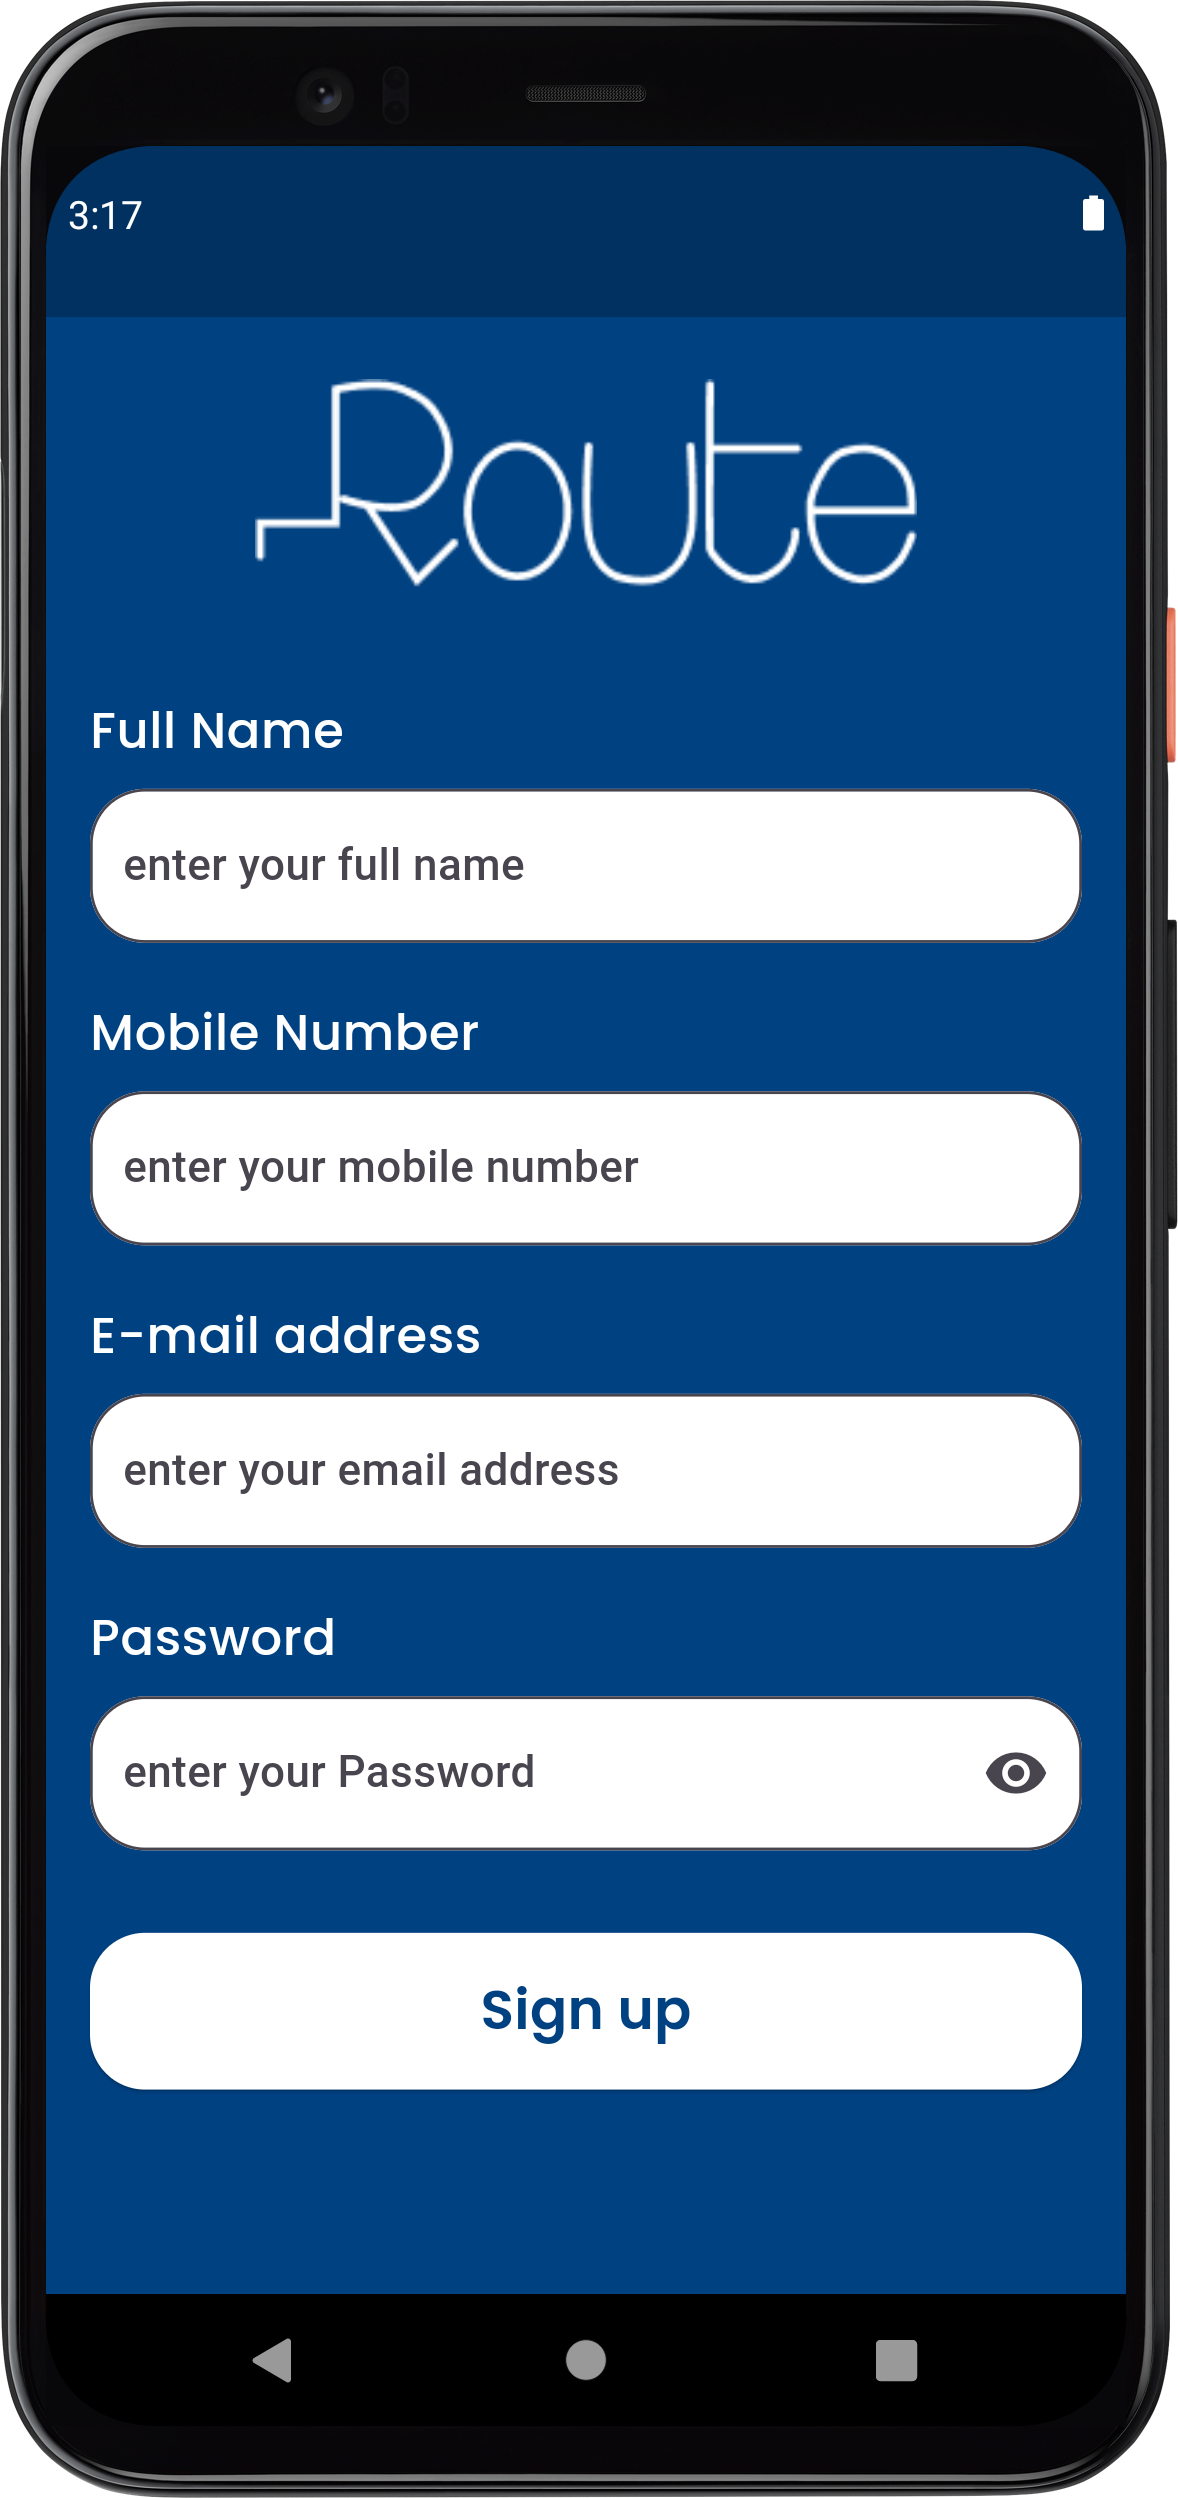 3:17
Route
Full Name
enter your full name
Mobile Number
enter your mobile number
E-mail address
enter your email address
Password
enter your Password
Sign up